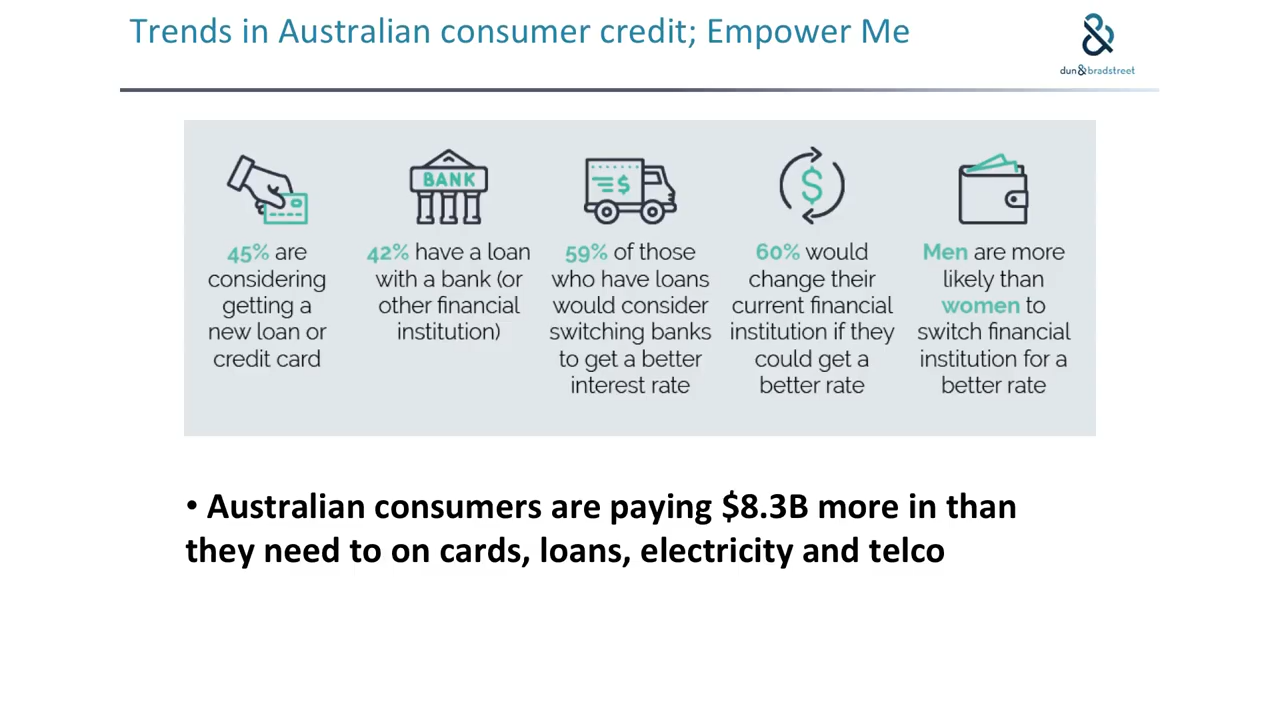 Trends in Australian consumer credit; Empower Me
dun&bradstreet
BANK
$
$
45% are
considering
getting a
new loan or
credit card
42% have a loan
with a bank (or
other financial
institution)
59% of those
who have loans
would consider
switching banks
to get a better
interest rate
60% would
change their
current financial
institution if they
could get a
better rate
Men are more
likely than
women to
switch financial
institution for a
better rate
• Australian consumers are paying $8.3B more in than
they need to on cards, loans, electricity and telco